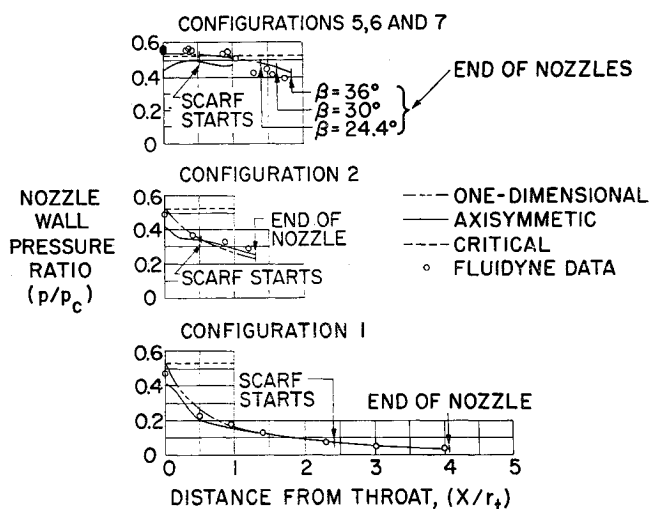 CONFIGURATIONS 5,6 AND 7
0.6
0.4
0.2
0
SCARF
STARTS
β=36°
β=30°
β=24.4°
END OF NOZZLES
CONFIGURATION 2
0.6
0.4
0.2
0
END OF
NOZZLE
SCARF STARTS
NOZZLE
WALL
PRESSURE
RATIO
(p/pc)
ONE-DIMENSIONAL
AXISYMMETIC
CRITICAL
FLUIDYNE DATA
CONFIGURATION 1
0.6
0.4
0.2
0
SCARF
STARTS
END OF NOZZLE
0 1 2 3 4 5
DISTANCE FROM THROAT, (X/rt)